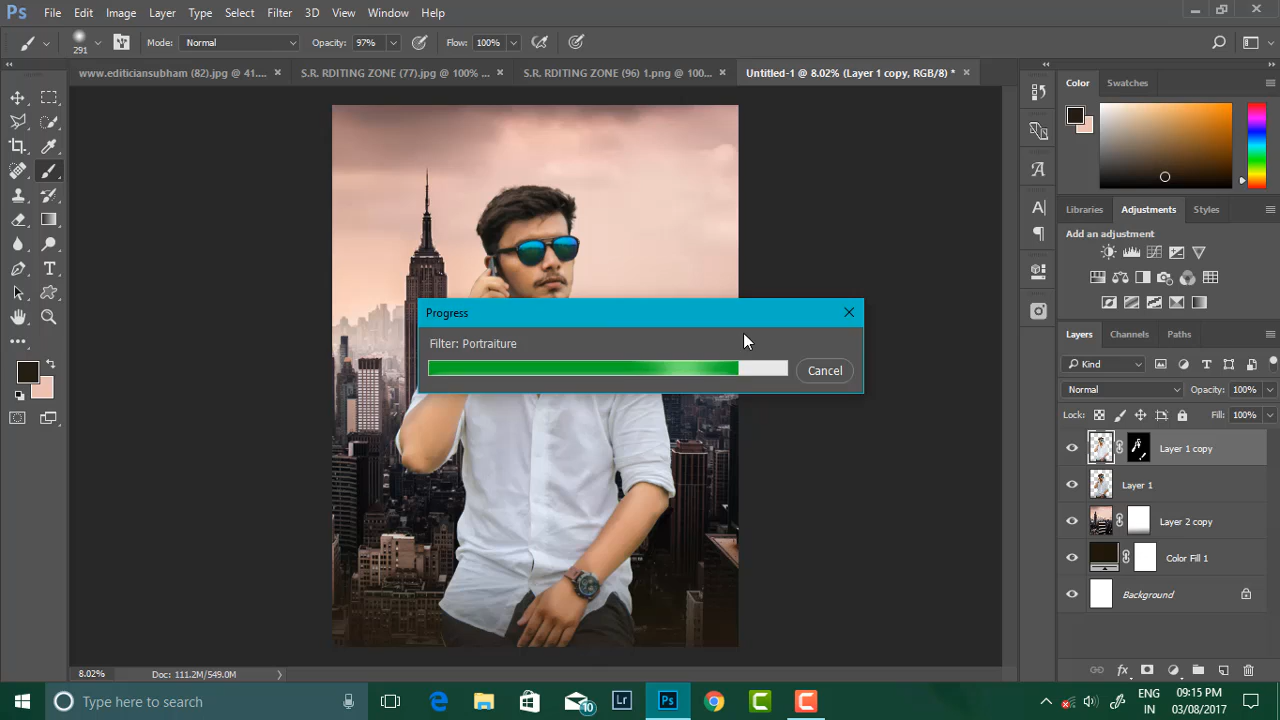 Ps File Edit Image Layer Type Select Filter 3D View Window Help
291 Mode: Normal Opacity: 97% Flow: 100%
www.editiciansubham (82).jpg @ 41.... S.R. RDITING ZONE (77).jpg @ 100% ... S.R. RDITING ZONE (96) 1.png @ 100... Untitled-1 @ 8.02% (Layer 1 copy, RGB/8) *
Color Swatches
Libraries Adjustments Styles
Add an adjustment
Progress
Filter: Portraiture
Cancel
Layers Channels Paths
Kind
Normal Opacity: 100%
Lock: Fill: 100%
Layer 1 copy
Layer 1
Layer 2 copy
Color Fill 1
Background
8.02% Doc: 111.2M/549.0M
Type here to search
10
Lr
Ps
ENG
IN
09:15 PM
03/08/2017